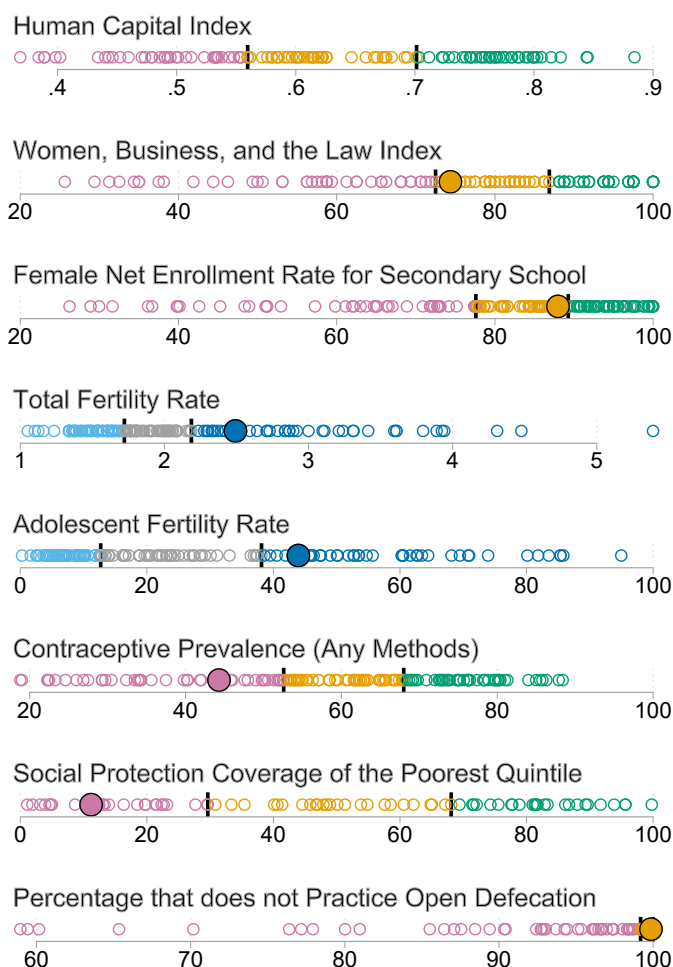 Human Capital Index
.4 .5 .6 .7 .8 .9
Women, Business, and the Law Index
20 40 60 80 100
Female Net Enrollment Rate for Secondary School
20 40 60 80 100
Total Fertility Rate
1 2 3 4 5
Adolescent Fertility Rate
0 20 40 60 80 100
Contraceptive Prevalence (Any Methods)
20 40 60 80 100
Social Protection Coverage of the Poorest Quintile
0 20 40 60 80 100
Percentage that does not Practice Open Defecation
60 70 80 90 100